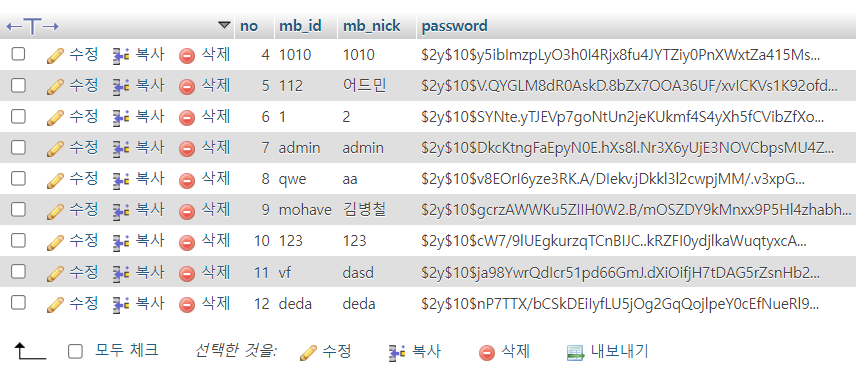 no mb_id mb_nick password
수정 복사 삭제 4 1010 1010 $2y$10$y5ibImzpLyO3h0I4Rjx8fu4JYTZiy0PnXWxtZa415Ms...
수정 복사 삭제 5 112 어드민 $2y$10$V.QYGLM8dR0AskD.8bZx7OOA36UF/xvICKVs1K92ofd...
수정 복사 삭제 6 1 2 $2y$10$SYNte.yTJEVp7goNtUn2jeKUkmf4S4yXh5fCVibZfXo...
수정 복사 삭제 7 admin admin $2y$10$DkcKtngFaEpyN0E.hXs8l.Nr3X6yUjE3NOVCbpsMU4Z...
수정 복사 삭제 8 qwe aa $2y$10$v8EOrI6yze3RK.A/DIekv.jDkkl3l2cwpjMM/.v3xpG...
수정 복사 삭제 9 mohave 김병철 $2y$10$gcrzAWWKu5ZIIH0W2.B/mOSZDY9kMnxx9P5Hl4zhabh...
수정 복사 삭제 10 123 123 $2y$10$cW7/9lUEgkurzqTCnBIJC..kRZFI0ydjlkaWuqtyxcA...
수정 복사 삭제 11 vf dasd $2y$10$ja98YwrQdIcr51pd66GmJ.dXiOifjH7tDAG5rZsnHb2...
수정 복사 삭제 12 deda deda $2y$10$nP7TTX/bCSkDEiIyfLU5jOg2GqQojlpeY0cEfNueRl9...
모두 체크 선택한 것을: 수정 복사 삭제 내보내기